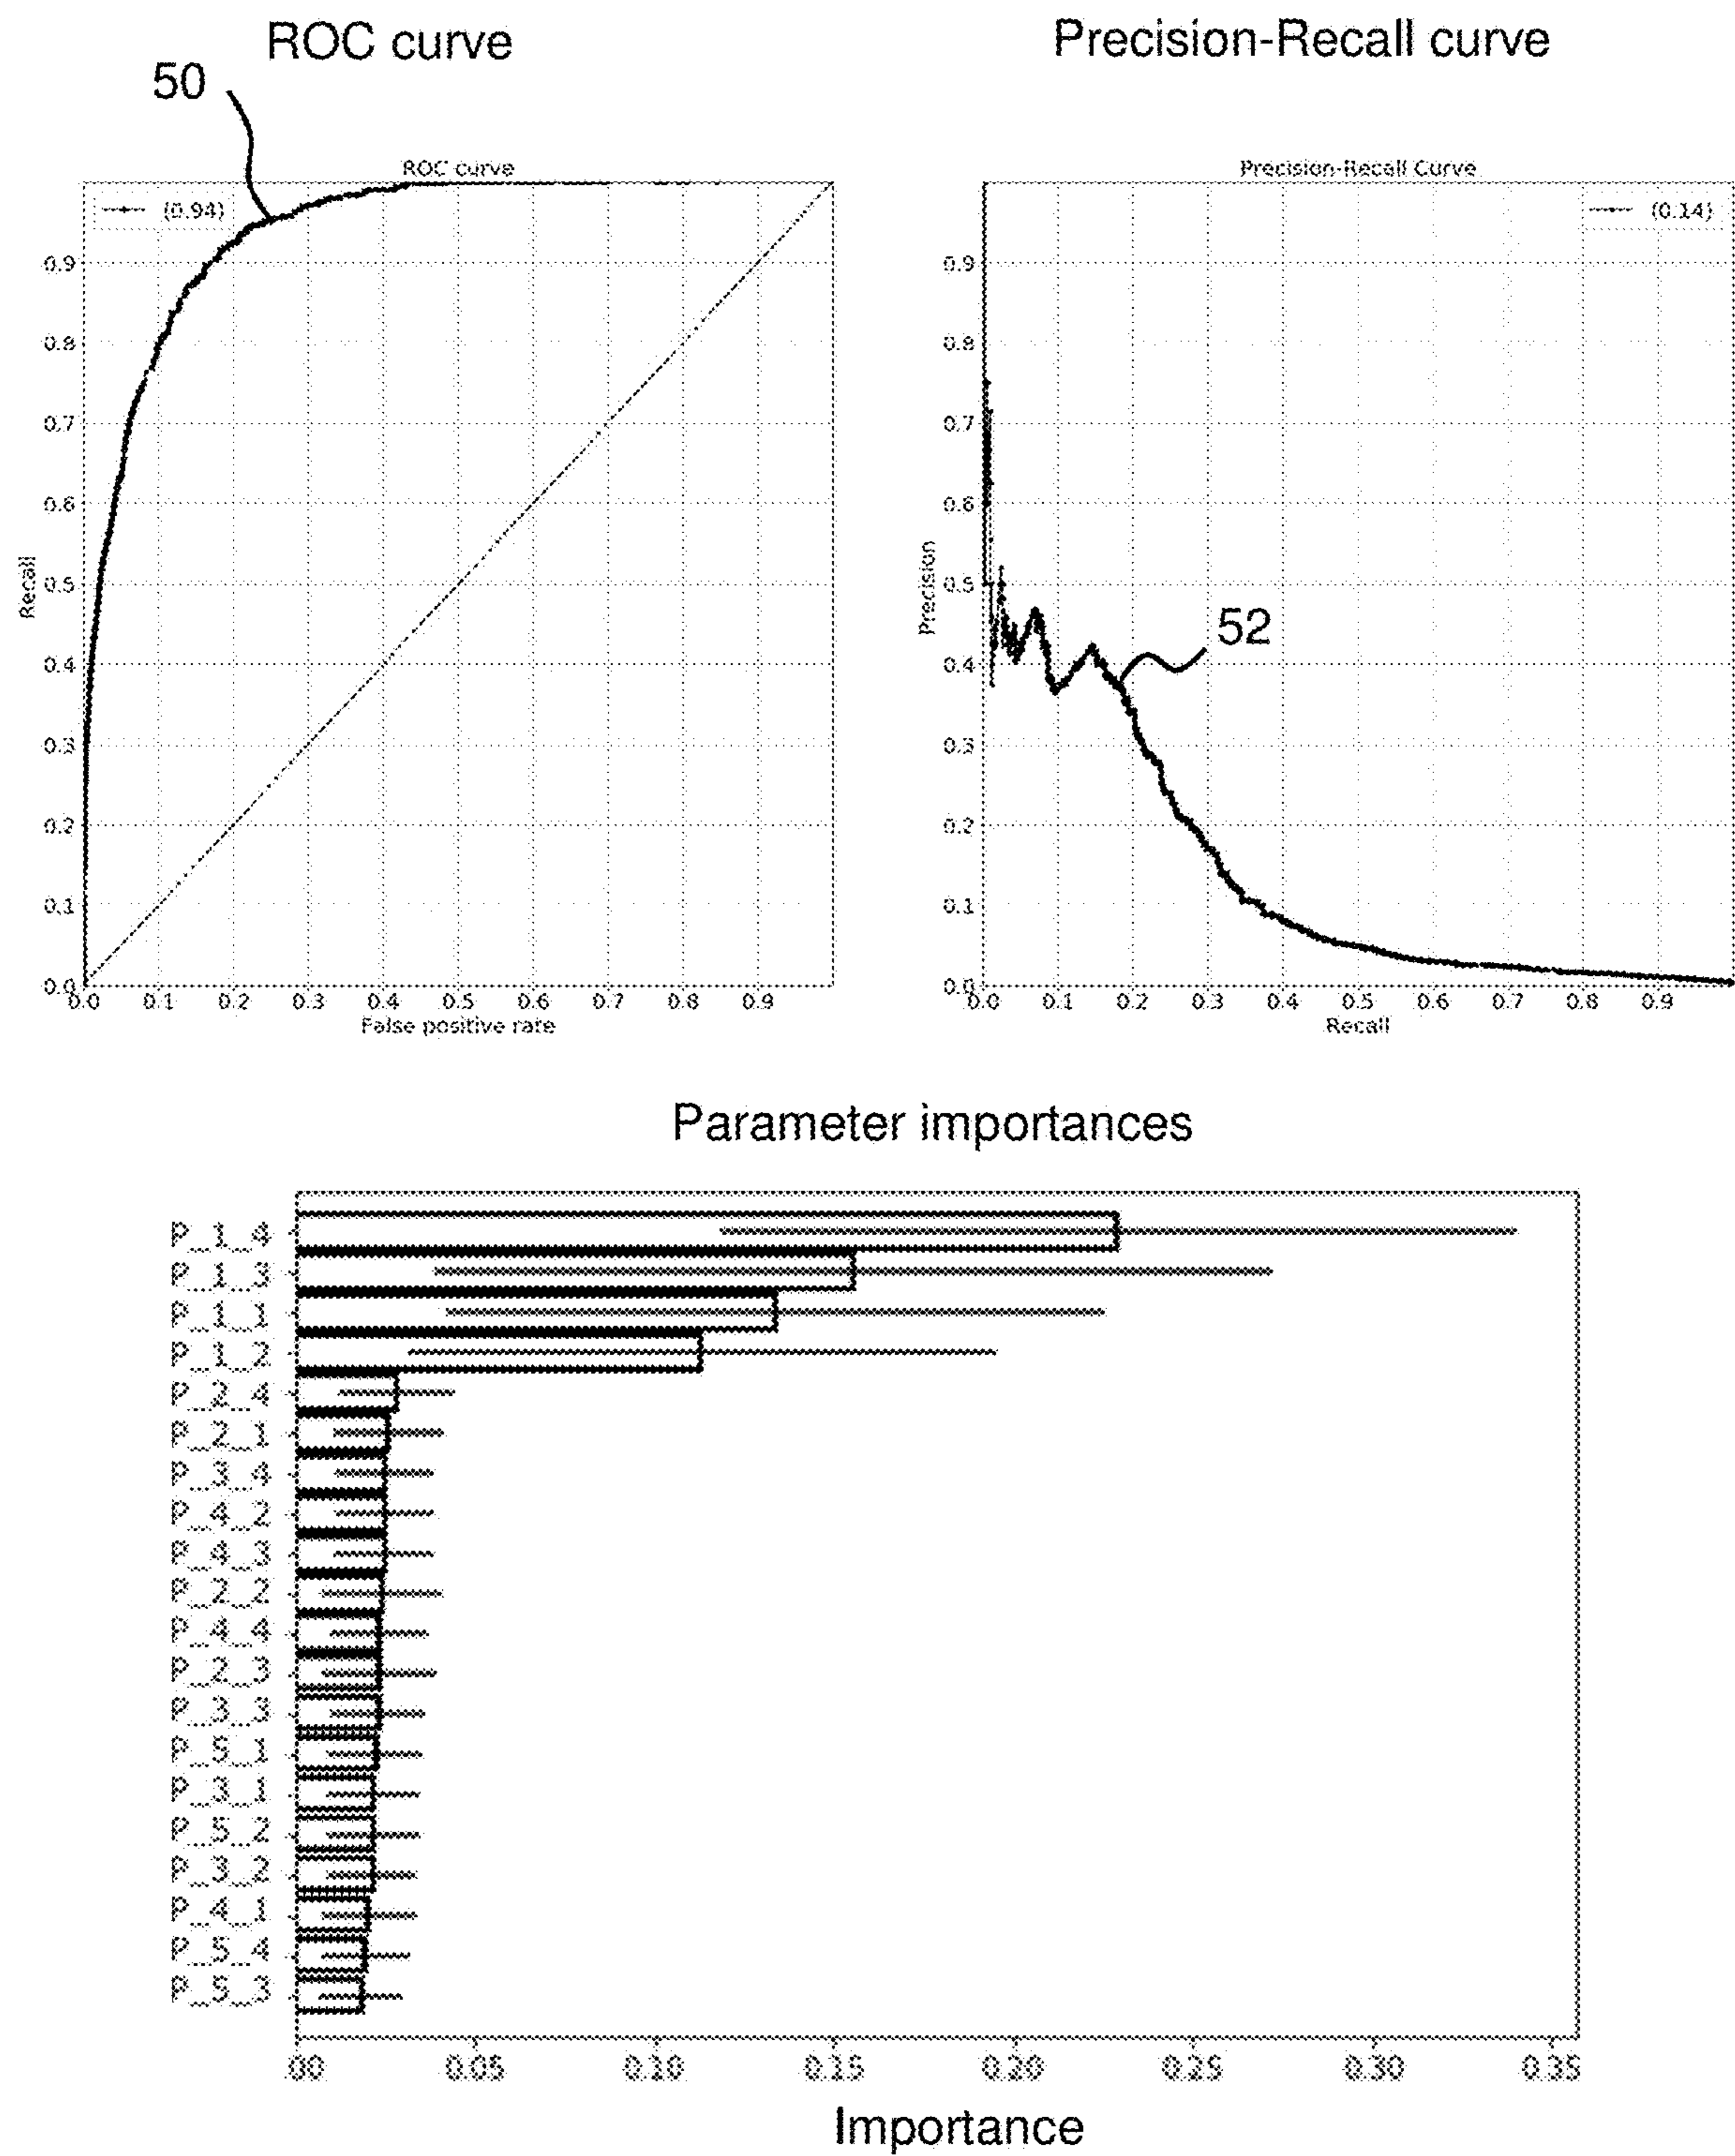 ROC curve
Precision-Recall curve
50
ROC curve
(0.94)
0.9
0.8
0.7
0.6
0.5
0.4
0.3
0.2
0.1
0.0
Recall
0.0 0.1 0.2 0.3 0.4 0.5 0.6 0.7 0.8 0.9
False positive rate
Precision-Recall Curve
(0.14)
0.9
0.8
0.7
0.6
0.5
0.4
0.3
0.2
0.1
0.0
Precision
52
0.0 0.1 0.2 0.3 0.4 0.5 0.6 0.7 0.8 0.9
Recall
Parameter importances
P_1_4
P_1_3
P_1_1
P_1_2
P_2_4
P_2_1
P_3_4
P_4_2
P_4_3
P_2_2
P_4_4
P_2_3
P_3_3
P_5_1
P_3_1
P_5_2
P_3_2
P_4_1
P_5_4
P_5_3
.00 0.05 0.10 0.15 0.20 0.25 0.30 0.35
Importance